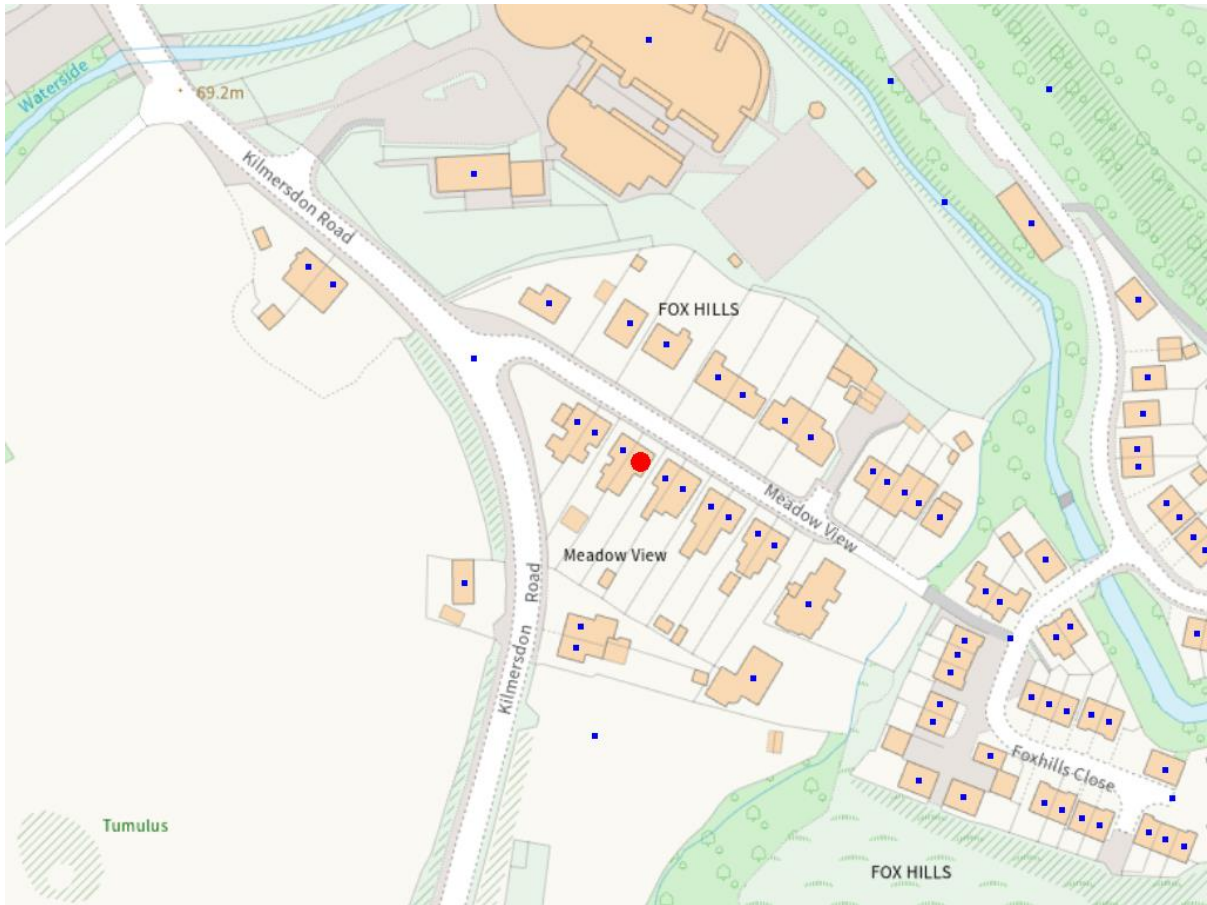 Waterside
69.2m
Kilmersdon Road
FOX HILLS
Meadow View
Meadow View
Kilmersdon Road
Foxhills Close
Tumulus
FOX HILLS